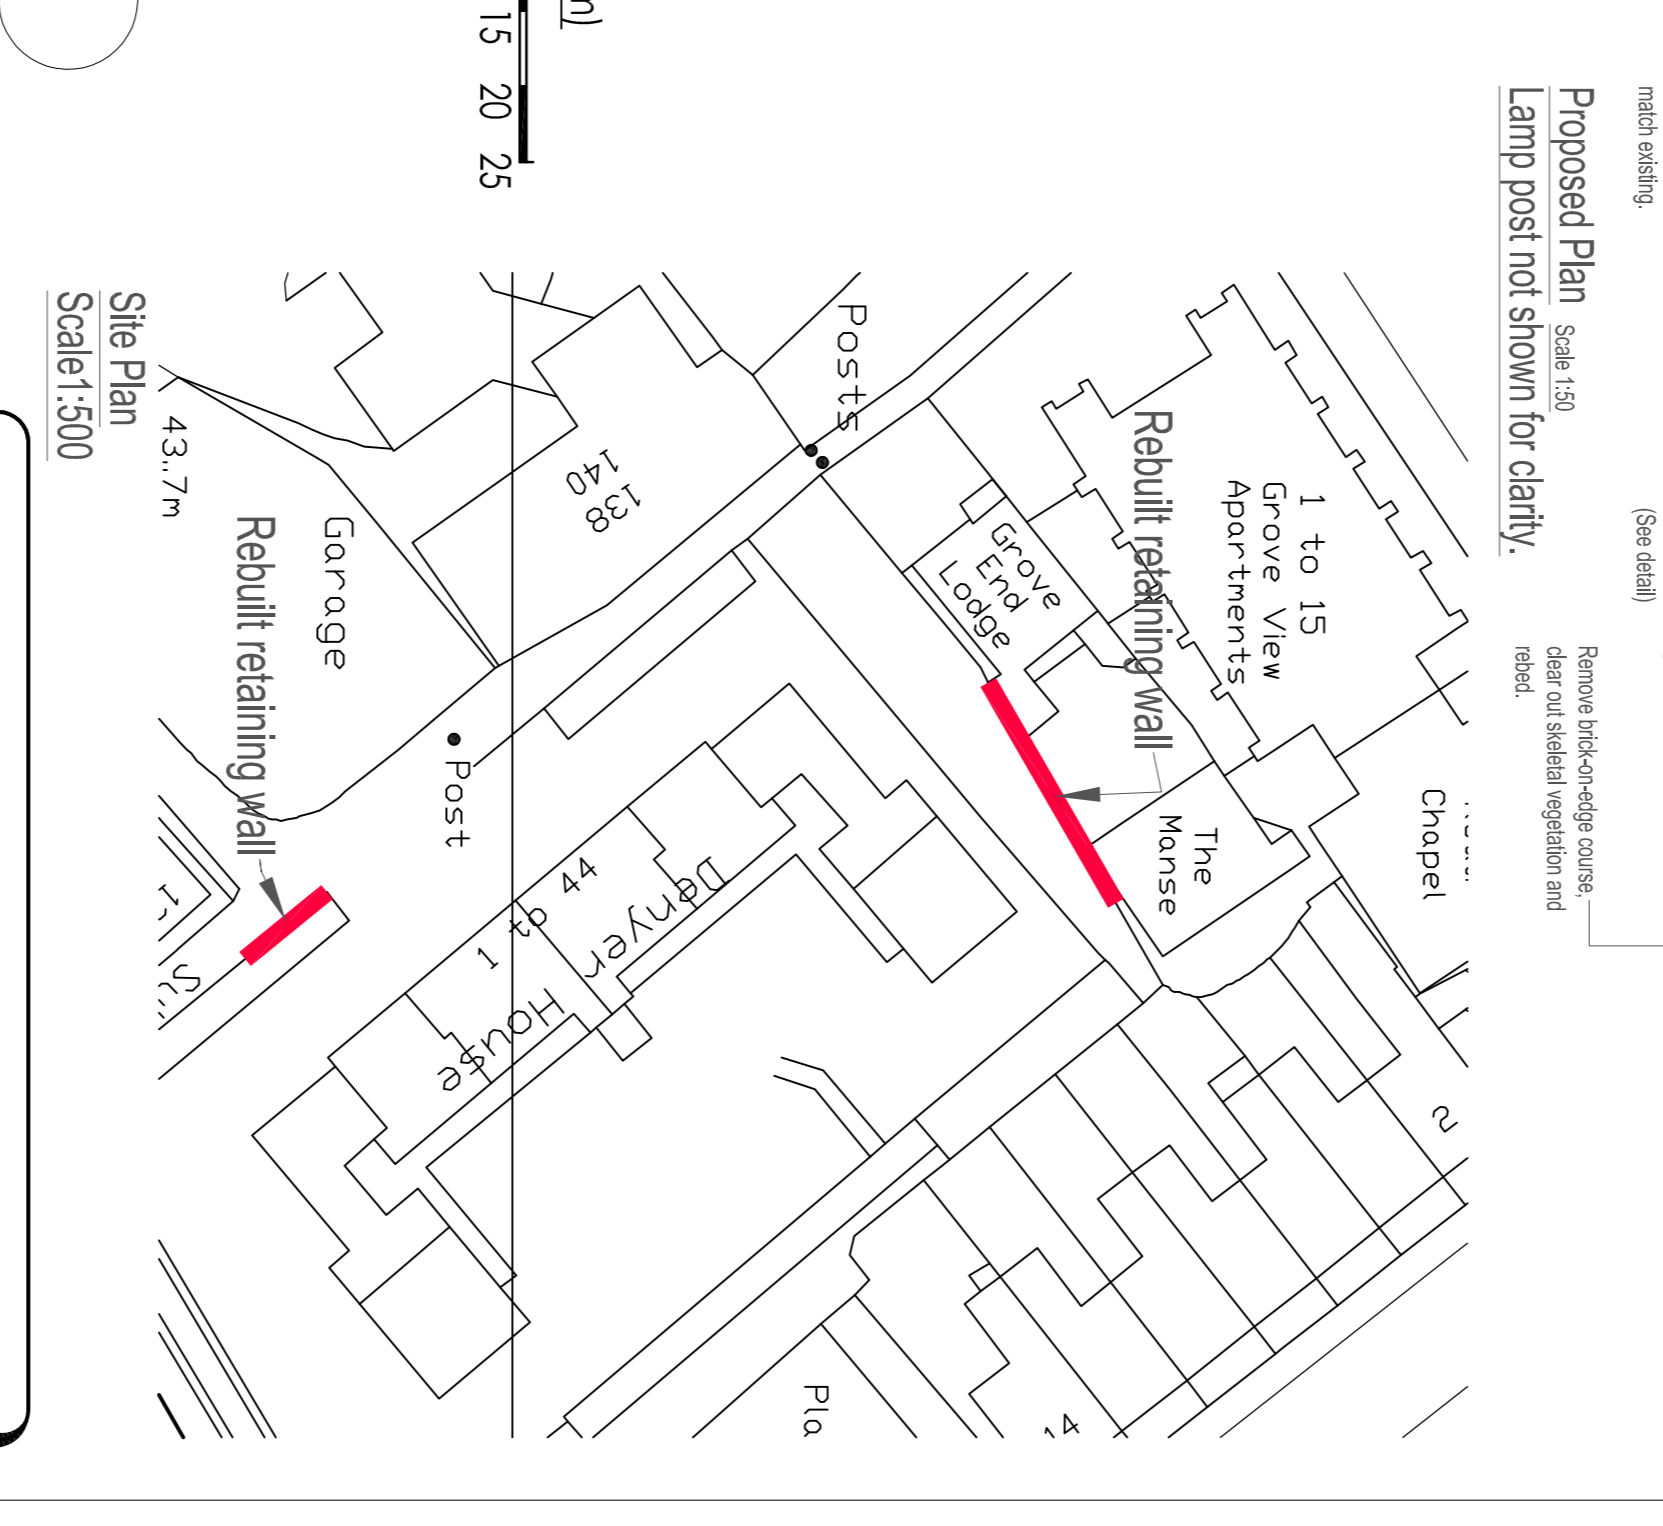 match existing.
(See detail)
Proposed Plan Scale 1:50
Lamp post not shown for clarity.
Remove brick-on-edge course,
clear out skeletal vegetation and
rebed.
15 20 25
Chapel
1 to 15
Grove View
Apartments
Rebuilt retaining wall
The
Manse
Grove
End
Lodge
Posts
138
140
Garage
Rebuilt retaining wall
Post
43..7m
1 to 44
Denyer
House
2
14
Site Plan
Scale1:500